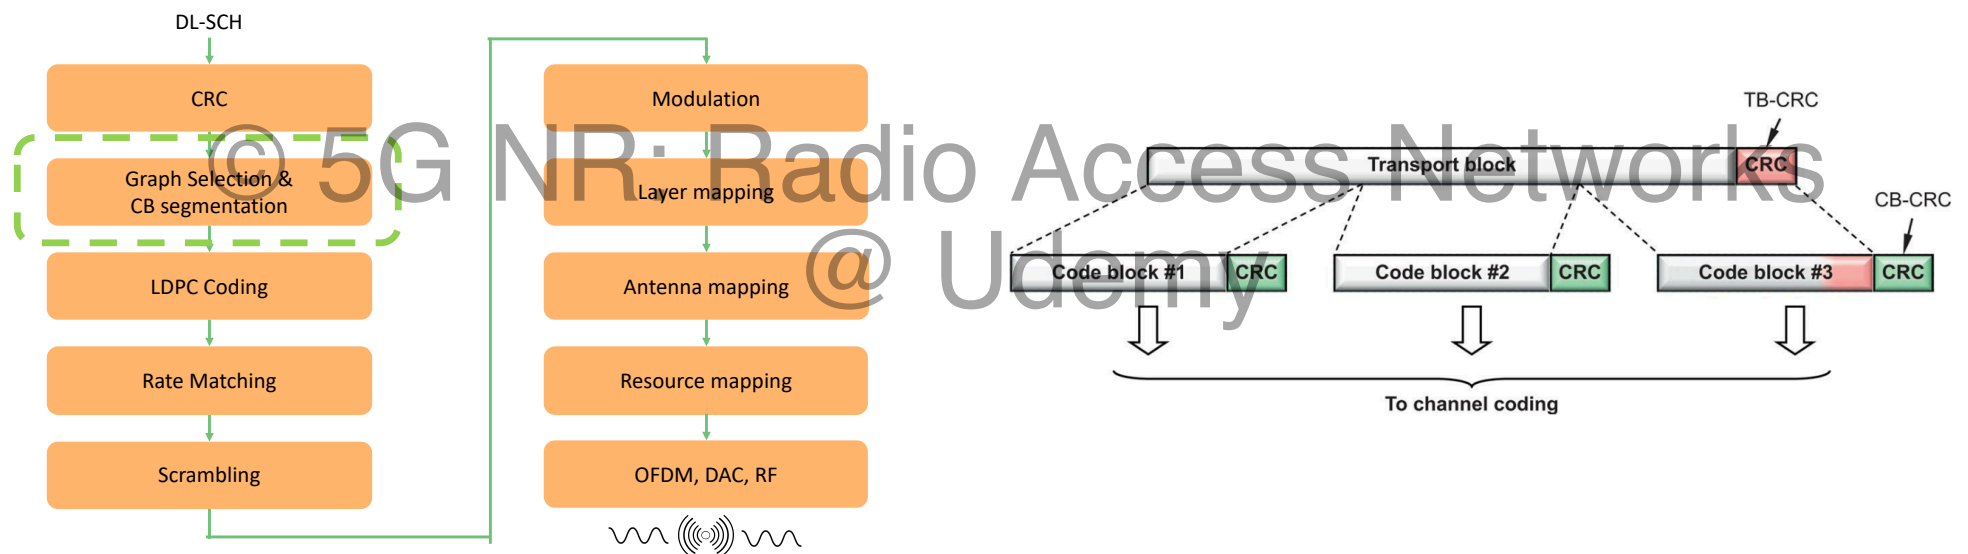 DL-SCH
CRC
Graph Selection &
CB segmentation
LDPC Coding
Rate Matching
Scrambling
Modulation
Layer mapping
Antenna mapping
Resource mapping
OFDM, DAC, RF
© 5G NR: Radio Access Networks
@ Udemy
TB-CRC
Transport block CRC
CB-CRC
Code block #1 CRC Code block #2 CRC Code block #3 CRC
To channel coding